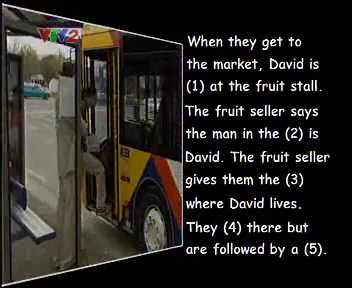 VTV2
When they get to
the market, David is
(1) at the fruit stall.
The fruit seller says
the man in the (2) is
David. The fruit seller
gives them the (3)
where David lives.
They (4) there but
are followed by a (5).